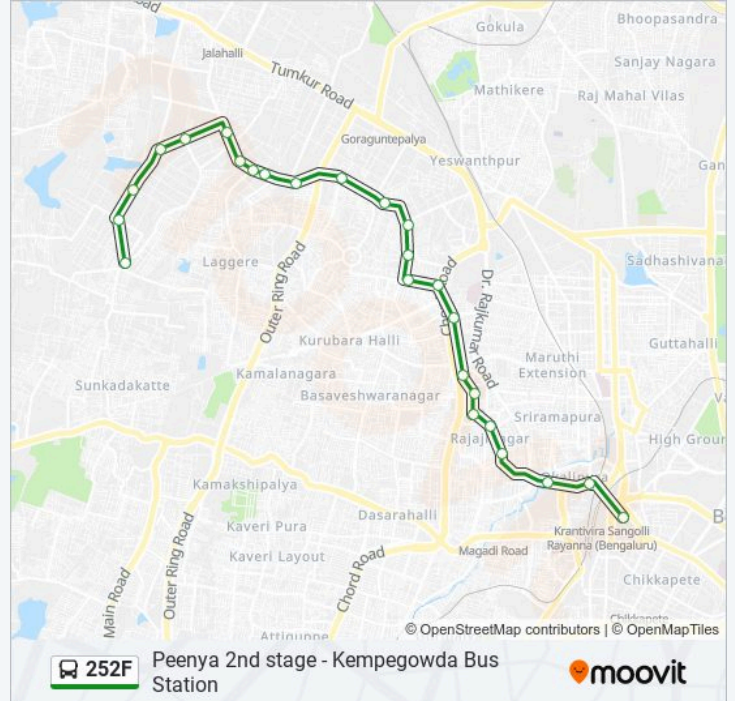 Bhoopasandra
Gokula
Jalahalli
Sanjay Nagara
Tumkur Road
Mathikere
Raj Mahal Vilas
Goraguntepalya
Yeswanthpur
Laggere
Outer Ring Road
Dr. Rajkumar Road
Sadhashivana
Kurubara Halli
Guttahalli
Maruthi
Extension
Kamalanagara
Sunkadakatte
Basaveshwaranagar
Sriramapura
High Grour
Kamakshipalya
Dasarahalli
Kaveri Pura
Krantivira Sangolli
Rayanna (Bengaluru)
Magadi Road
Kaveri Layout
Chord Road
Outer Ring Road
Main Road
Chikkapete
© OpenStreetMap contributors | © OpenMapTiles
252F
Peenya 2nd stage - Kempegowda Bus
Station
moovit